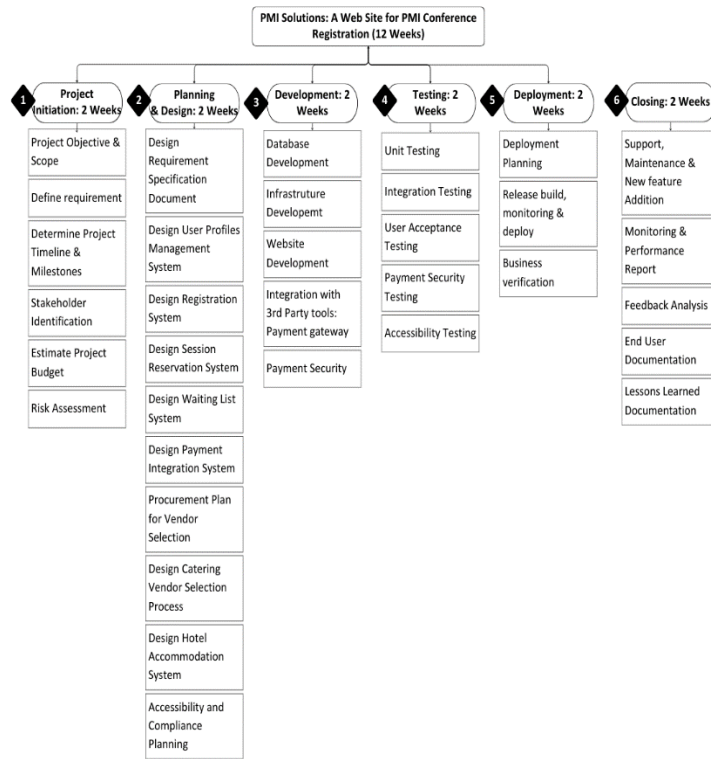 PMI Solutions: A Web Site for PMI Conference
Registration (12 Weeks)
1
Project
Initiation: 2 Weeks
Project Objective &
Scope
Define requirement
Determine Project
Timeline &
Milestones
Stakeholder
Identification
Estimate Project
Budget
Risk Assessment
2
Planning
& Design: 2 Weeks
Design
Requirement
Specification
Document
Design User Profiles
Management
System
Design Registration
System
Design Session
Reservation System
Design Waiting List
System
Design Payment
Integration System
Procurement Plan
for Vendor
Selection
Design Catering
Vendor Selection
Process
Design Hotel
Accommodation
System
Accessibility and
Compliance
Planning
3
Development: 2
Weeks
Database
Development
Infrastruture
Developemt
Website
Development
Integration with
3rd Party tools:
Payment gateway
Payment Security
4
Testing: 2
Weeks
Unit Testing
Integration Testing
User Acceptance
Testing
Payment Security
Testing
Accessibility Testing
5
Deployment: 2
Weeks
Deployment
Planning
Release build,
monitoring &
deploy
Business
verification
6
Closing: 2 Weeks
Support,
Maintenance &
New feature
Addition
Monitoring &
Performance
Report
Feedback Analysis
End User
Documentation
Lessons Learned
Documentation